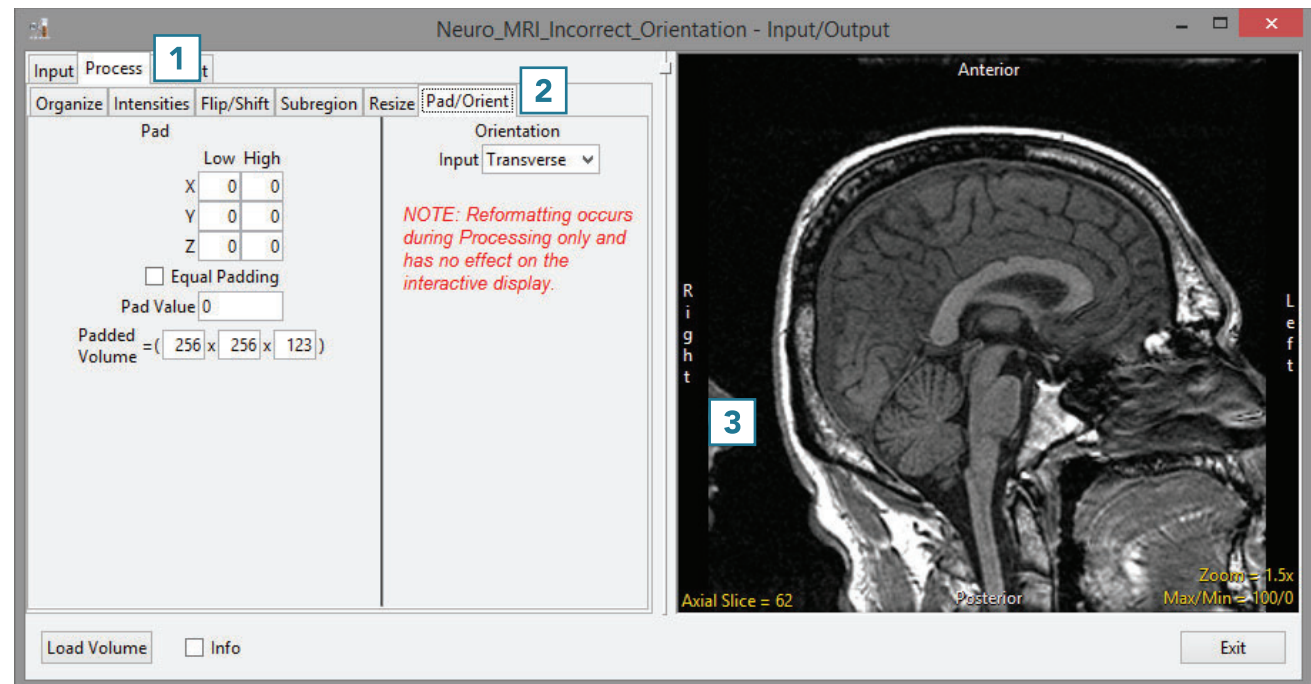 Neuro_MRI_Incorrect_Orientation - Input/Output
Input Process 1 t
Organize Intensities Flip/Shift Subregion Resize Pad/Orient 2
Pad
Low High
X 0 0
Y 0 0
Z 0 0
Equal Padding
Pad Value 0
Padded Volume =( 256 x 256 x 123 )
Orientation
Input Transverse
NOTE: Reformatting occurs
during Processing only and
has no effect on the
interactive display.
Anterior
Right
Left
3
Axial Slice = 62
Posterior
Zoom = 1.5x
Max/Min = 100/0
Load Volume Info
Exit